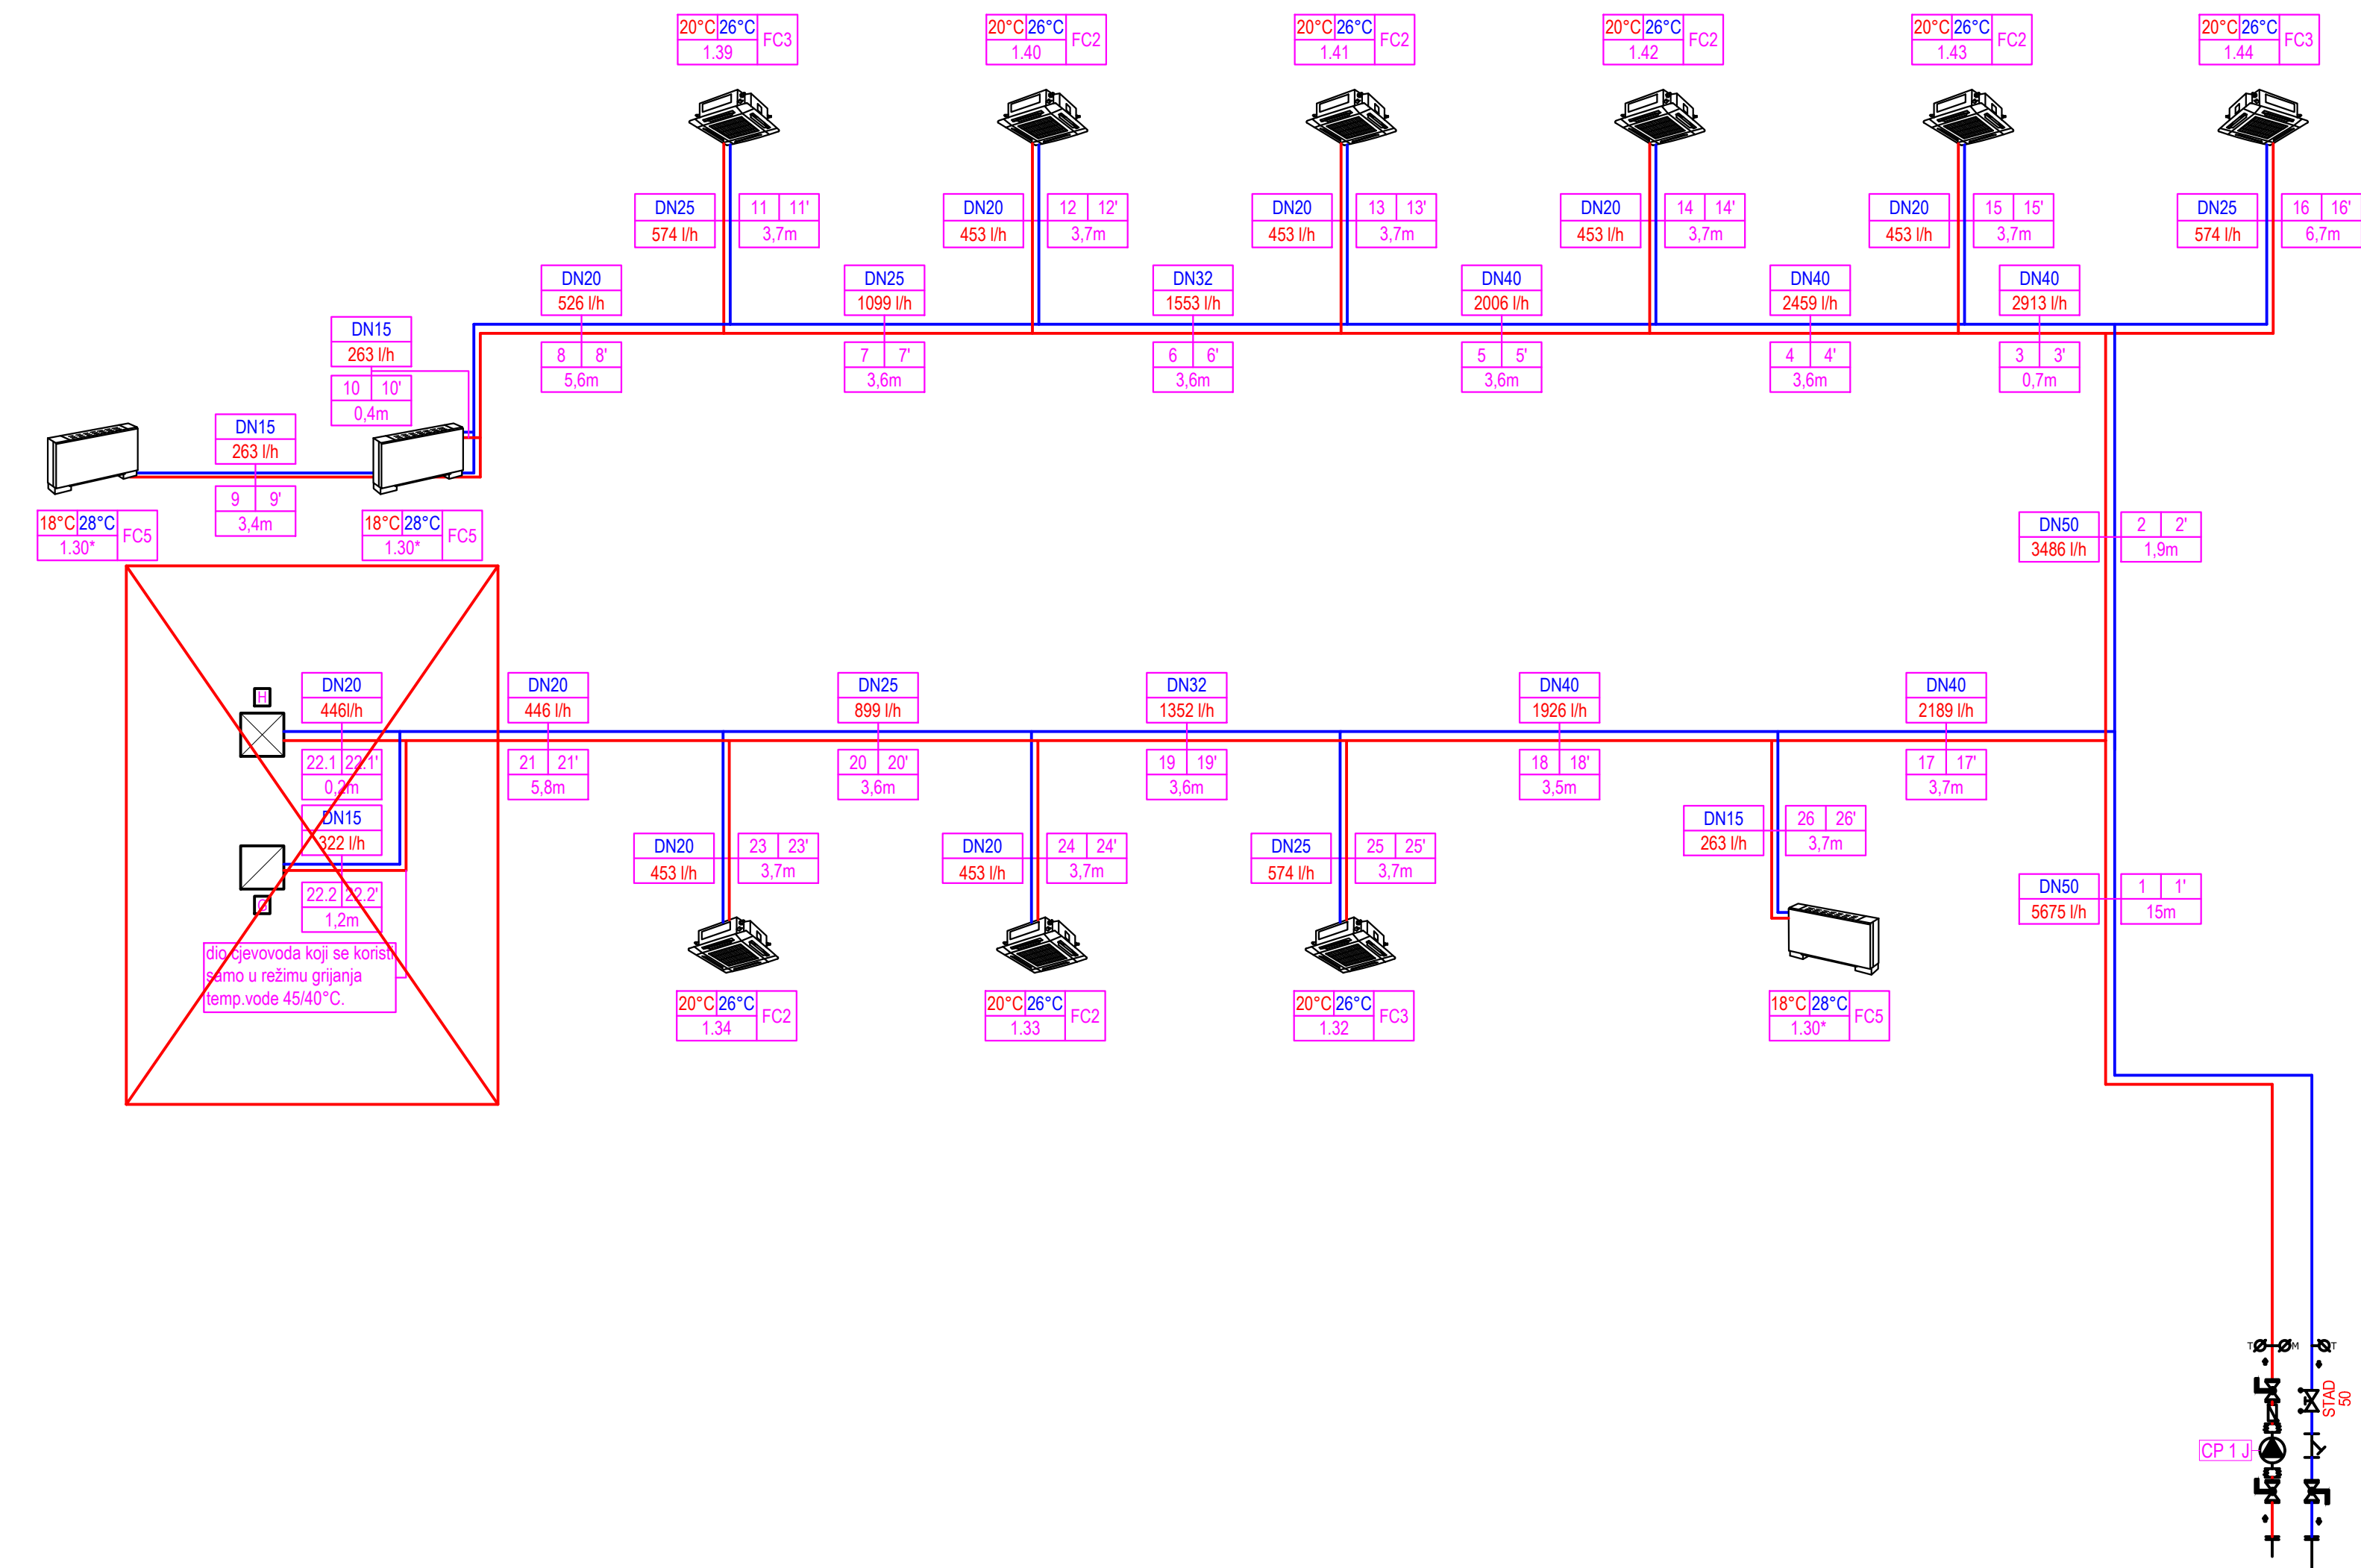 20°C 26°C FC3
1.39
20°C 26°C FC2
1.40
20°C 26°C FC2
1.41
20°C 26°C FC2
1.42
20°C 26°C FC2
1.43
20°C 26°C FC3
1.44
DN25 11 11'
574 l/h 3,7m
DN20 12 12'
453 l/h 3,7m
DN20 13 13'
453 l/h 3,7m
DN20 14 14'
453 l/h 3,7m
DN20 15 15'
453 l/h 3,7m
DN25 16 16'
574 l/h 6,7m
DN20
526 l/h
8 8'
5,6m
DN25
1099 l/h
7 7'
3,6m
DN32
1553 l/h
6 6'
3,6m
DN40
2006 l/h
5 5'
3,6m
DN40
2459 l/h
4 4'
3,6m
DN40
2913 l/h
3 3'
0,7m
DN15
263 l/h
10 10'
0,4m
DN15
263 l/h
9 9'
3,4m
18°C 28°C FC5
1.30*
18°C 28°C FC5
1.30*
DN50 2 2'
3486 l/h 1,9m
H
DN20
446l/h
22.1 22.1'
0,2m
DN20
446 l/h
21 21'
5,8m
DN25
899 l/h
20 20'
3,6m
DN32
1352 l/h
19 19'
3,6m
DN40
1926 l/h
18 18'
3,5m
DN40
2189 l/h
17 17'
3,7m
DN15
322 l/h
22.2 22.2'
1,2m
G
dio cjevovoda koji se koristi
samo u režimu grijanja
temp.vode 45/40°C.
DN20 23 23'
453 l/h 3,7m
DN20 24 24'
453 l/h 3,7m
DN25 25 25'
574 l/h 3,7m
DN15 26 26'
263 l/h 3,7m
DN50 1 1'
5675 l/h 15m
20°C 26°C FC2
1.34
20°C 26°C FC2
1.33
20°C 26°C FC3
1.32
18°C 28°C FC5
1.30*
T M T
STAD
50
CP 1 J